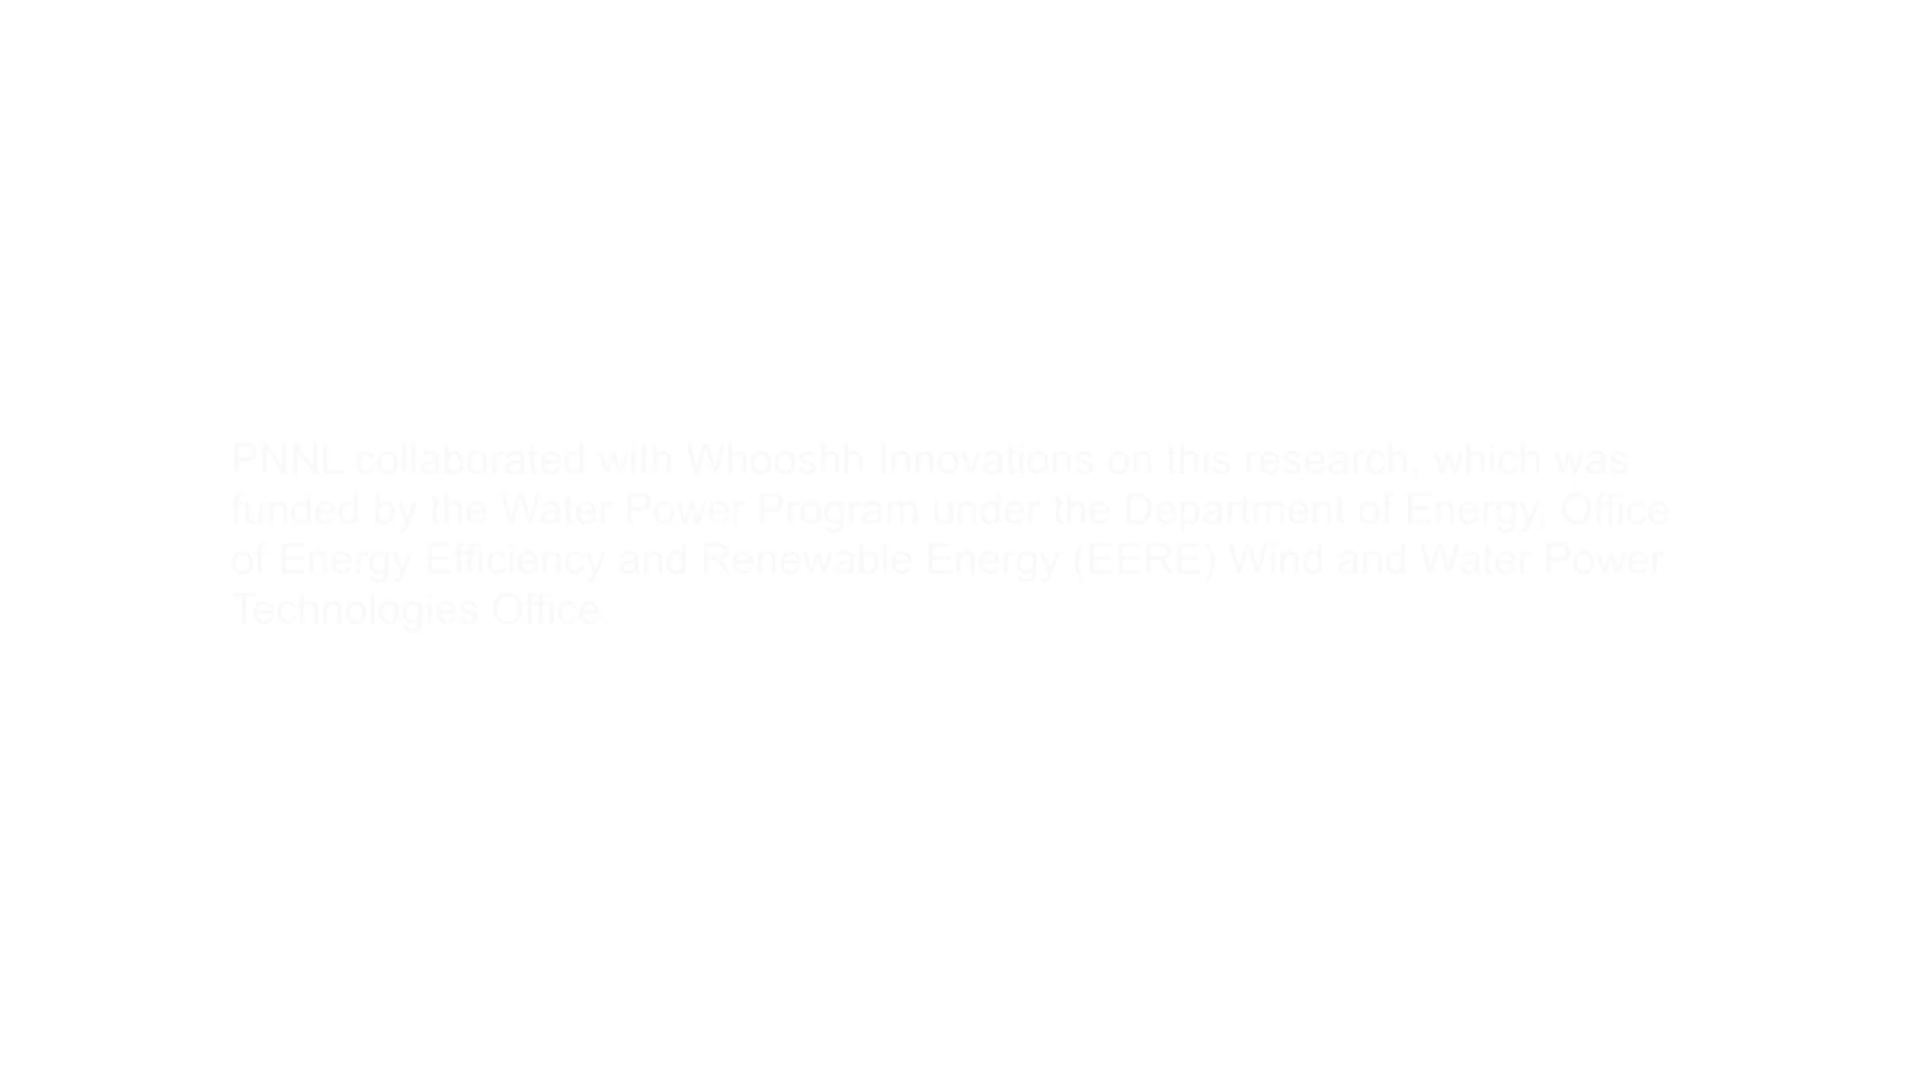 PNNL collaborated with Whooshh Innovations on this research, which was
funded by the Water Power Program under the Department of Energy, Office
of Energy Efficiency and Renewable Energy (EERE) Wind and Water Power
Technologies Office.